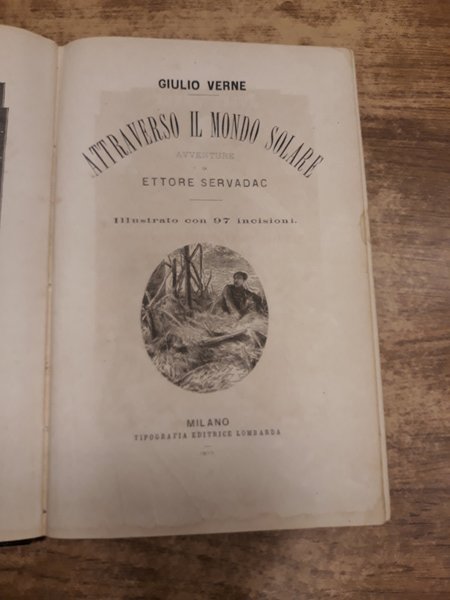 GIULIO VERNE
ATTRAVERSO IL MONDO SOLARE
AVVENTURE
DI
ETTORE SERVADAC
Illustrato con 97 incisioni.
MILANO
TIPOGRAFIA EDITRICE LOMBARDA